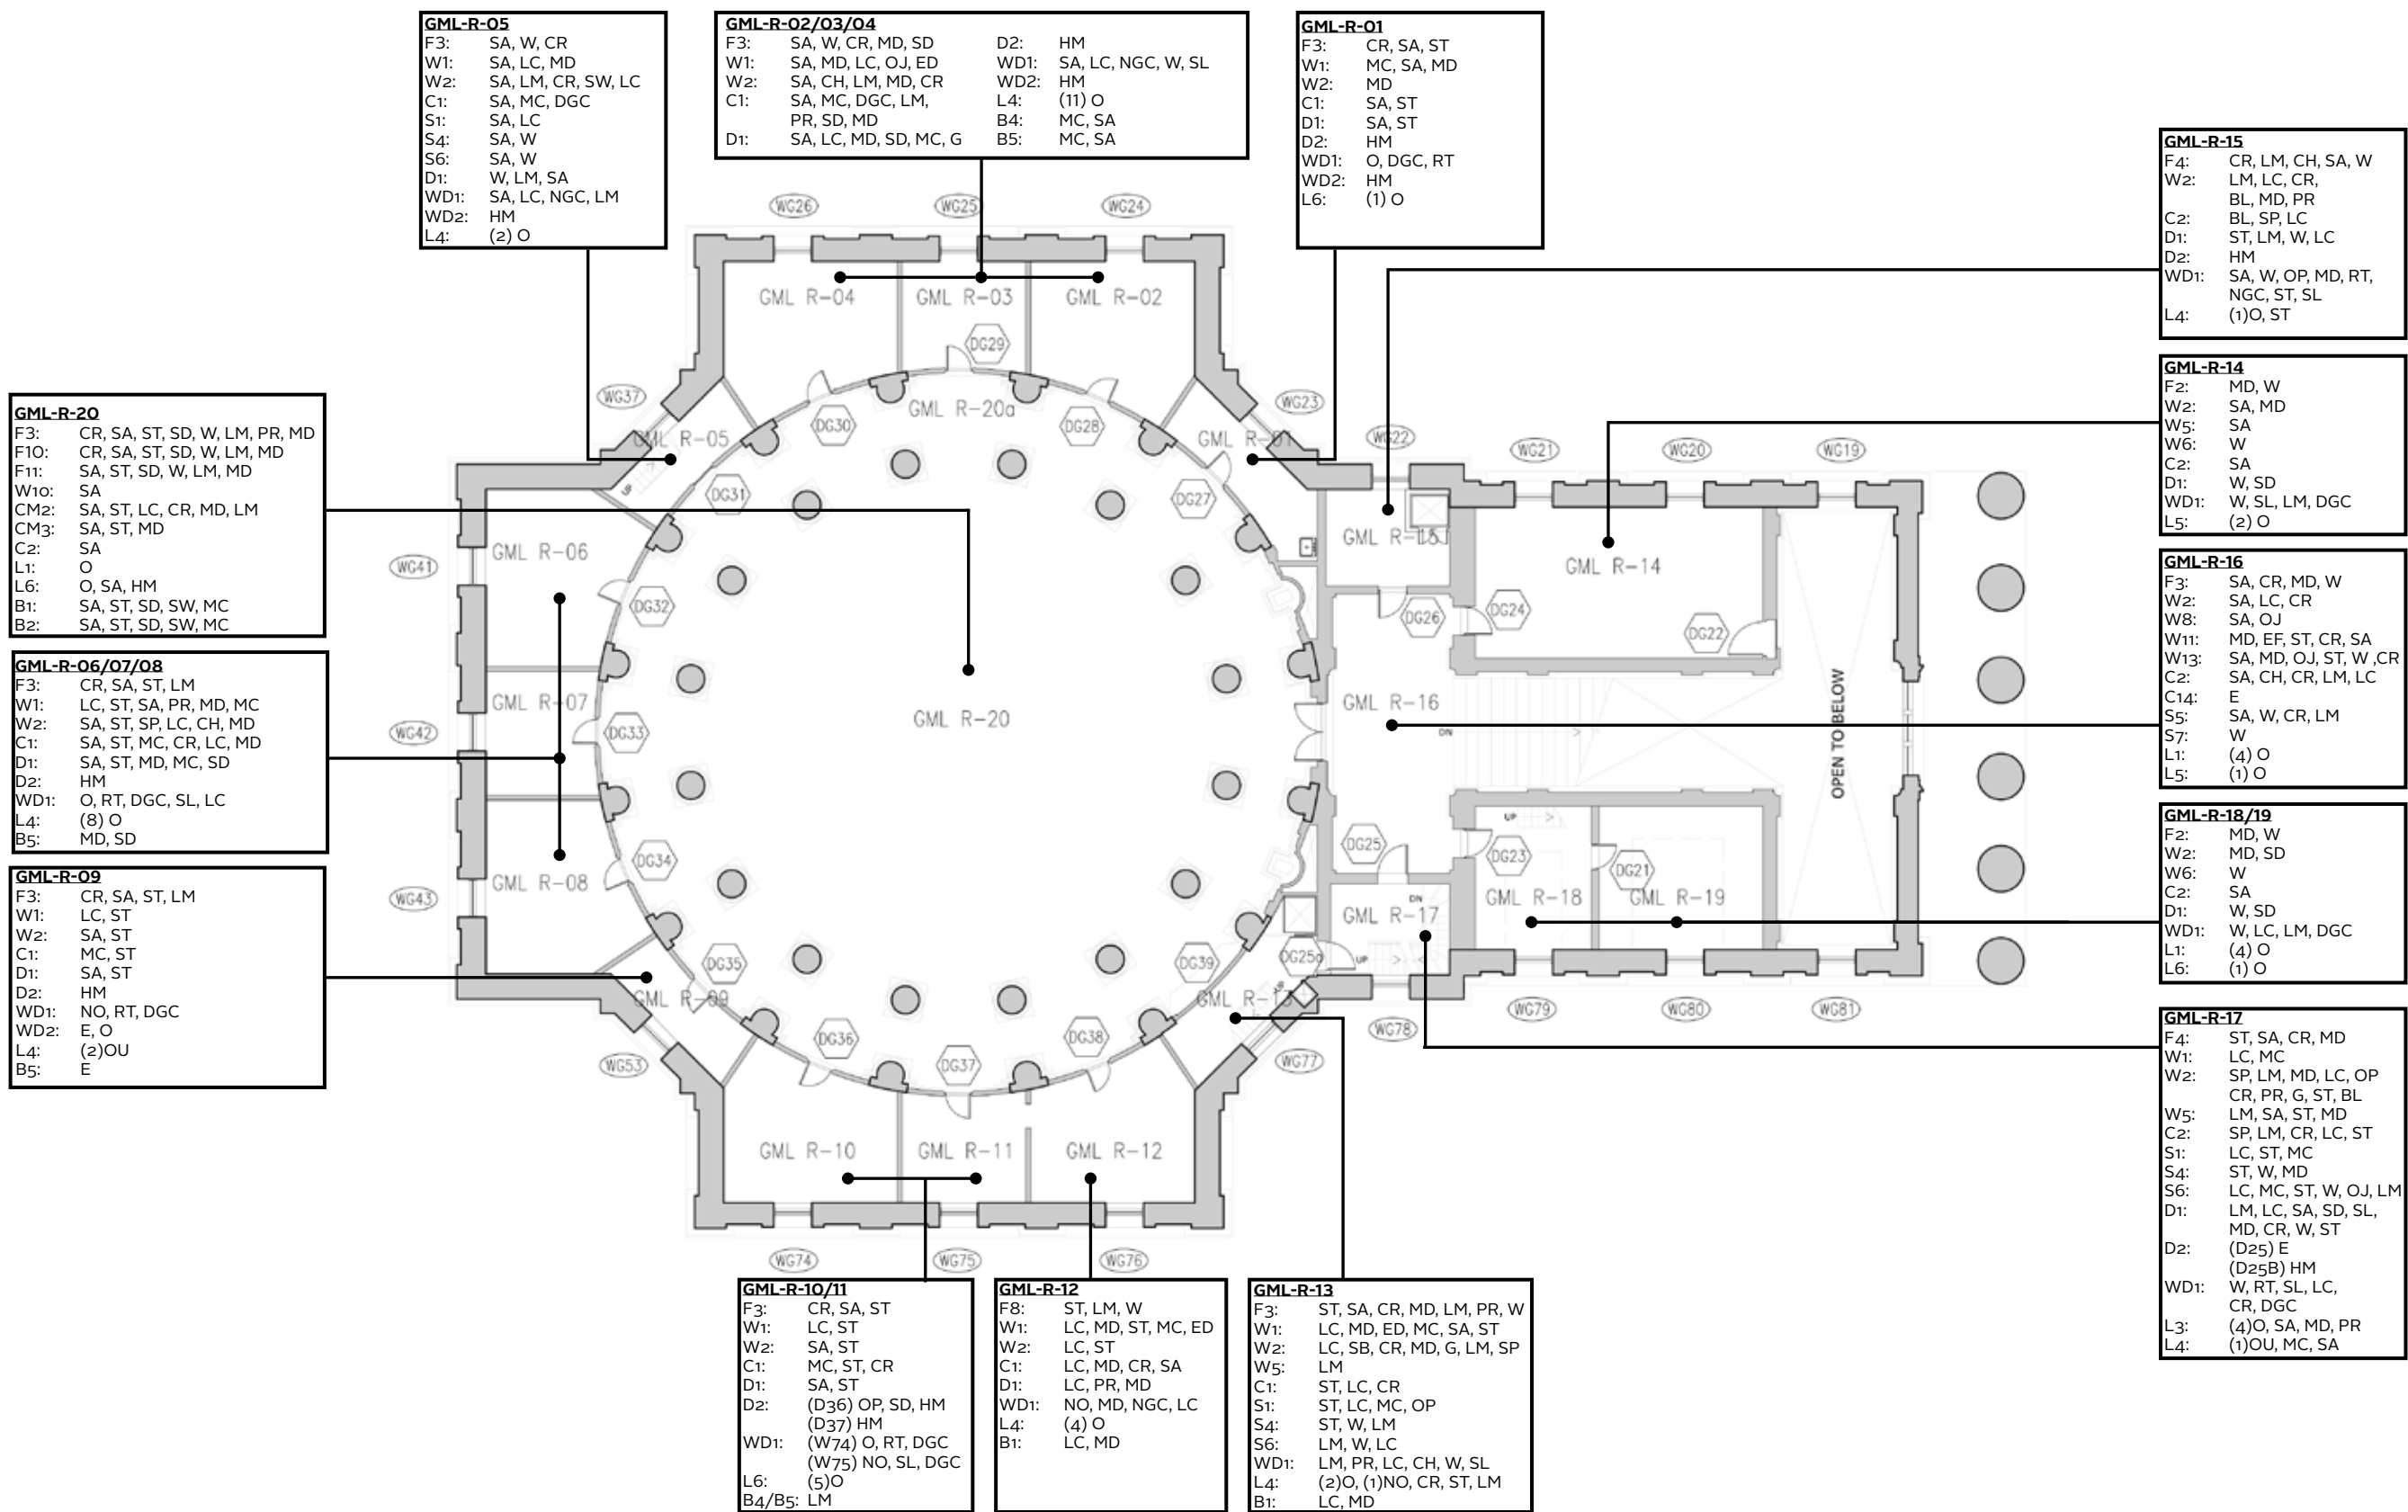 GML-R-05
F3: SA, W, CR
W1: SA, LC, MD
W2: SA, LM, CR, SW, LC
C1: SA, MC, DGC
S1: SA, LC
S4: SA, W
S6: SA, W
D1: W, LM, SA
WD1: SA, LC, NGC, LM
WD2: HM
L4: (2) O
GML-R-02/03/04
F3: SA, W, CR, MD, SD
W1: SA, MD, LC, OJ, ED
W2: SA, CH, LM, MD, CR
C1: SA, MC, DGC, LM,
PR, SD, MD
D1: SA, LC, MD, SD, MC, G
D2: HM
WD1: SA, LC, NGC, W, SL
WD2: HM
L4: (11) O
B4: MC, SA
B5: MC, SA
GML-R-01
F3: CR, SA, ST
W1: MC, SA, MD
W2: MD
C1: SA, ST
D1: SA, ST
D2: HM
WD1: O, DGC, RT
WD2: HM
L6: (1) O
GML-R-15
F4: CR, LM, CH, SA, W
W2: LM, LC, CR,
BL, MD, PR
C2: BL, SP, LC
D1: ST, LM, W, LC
D2: HM
WD1: SA, W, OP, MD, RT,
NGC, ST, SL
L4: (1)O, ST
GML-R-14
F2: MD, W
W2: SA, MD
W5: SA
W6: W
C2: SA
D1: W, SD
WD1: W, SL, LM, DGC
L5: (2) O
GML-R-16
F3: SA, CR, MD, W
W2: SA, LC, CR
W8: SA, OJ
W11: MD, EF, ST, CR, SA
W13: SA, MD, OJ, ST, W ,CR
C2: SA, CH, CR, LM, LC
C14: E
S5: SA, W, CR, LM
S7: W
L1: (4) O
L5: (1) O
GML-R-18/19
F2: MD, W
W2: MD, SD
W6: W
C2: SA
D1: W, SD
WD1: W, LC, LM, DGC
L1: (4) O
L6: (1) O
GML-R-17
F4: ST, SA, CR, MD
W1: LC, MC
W2: SP, LM, MD, LC, OP
CR, PR, G, ST, BL
W5: LM, SA, ST, MD
C2: SP, LM, CR, LC, ST
S1: LC, ST, MC
S4: ST, W, MD
S6: LC, MC, ST, W, OJ, LM
D1: LM, LC, SA, SD, SL,
MD, CR, W, ST
D2: (D25) E
(D25B) HM
WD1: W, RT, SL, LC,
CR, DGC
L3: (4)O, SA, MD, PR
L4: (1)OU, MC, SA
GML-R-20
F3: CR, SA, ST, SD, W, LM, PR, MD
F10: CR, SA, ST, SD, W, LM, MD
F11: SA, ST, SD, W, LM, MD
W10: SA
CM2: SA, ST, LC, CR, MD, LM
CM3: SA, ST, MD
C2: SA
L1: O
L6: O, SA, HM
B1: SA, ST, SD, SW, MC
B2: SA, ST, SD, SW, MC
GML-R-06/07/08
F3: CR, SA, ST, LM
W1: LC, ST, SA, PR, MD, MC
W2: SA, ST, SP, LC, CH, MD
C1: SA, ST, MC, CR, LC, MD
D1: SA, ST, MD, MC, SD
D2: HM
WD1: O, RT, DGC, SL, LC
L4: (8) O
B5: MD, SD
GML-R-09
F3: CR, SA, ST, LM
W1: LC, ST
W2: SA, ST
C1: MC, ST
D1: SA, ST
D2: HM
WD1: NO, RT, DGC
WD2: E, O
L4: (2)OU
B5: E
GML-R-10/11
F3: CR, SA, ST
W1: LC, ST
W2: SA, ST
C1: MC, ST, CR
D1: SA, ST
D2: (D36) OP, SD, HM
(D37) HM
WD1: (W74) O, RT, DGC
(W75) NO, SL, DGC
L6: (5)O
B4/B5: LM
GML-R-12
F8: ST, LM, W
W1: LC, MD, ST, MC, ED
W2: LC, ST
C1: LC, MD, CR, SA
D1: LC, PR, MD
WD1: NO, MD, NGC, LC
L4: (4) O
B1: LC, MD
GML-R-13
F3: ST, SA, CR, MD, LM, PR, W
W1: LC, MD, ED, MC, SA, ST
W2: LC, SB, CR, MD, G, LM, SP
W5: LM
C1: ST, LC, CR
S1: ST, LC, MC, OP
S4: ST, W, LM
S6: LM, W, LC
WD1: LM, PR, LC, CH, W, SL
L4: (2)O, (1)NO, CR, ST, LM
B1: LC, MD
WG26 WG25 WG24
GML R-04 GML R-03 GML R-02
DG29
WG37 WG23
DG30 GML R-20a DG28
GML R-05 GML R-01 WG22
UP
WG21 WG20 WG19
DG31 DG27
GML R-06 GML R-15
WG41
GML R-14
DG32 DG26 DG24 DG22
GML R-07 GML R-16
GML R-20
WG42 DG33
DN
OPEN TO BELOW
UP
DG34 DG25 DG23 DG21
GML R-08 GML R-18 GML R-19
WG43
DN
GML R-17
DG35 DG39 DG25a
UP
GML R-09 GML R-13
UP
WG79 WG80 WG81
WG78
DG36 DG38
WG53 DG37 WG77
GML R-10 GML R-11 GML R-12
WG74 WG75 WG76